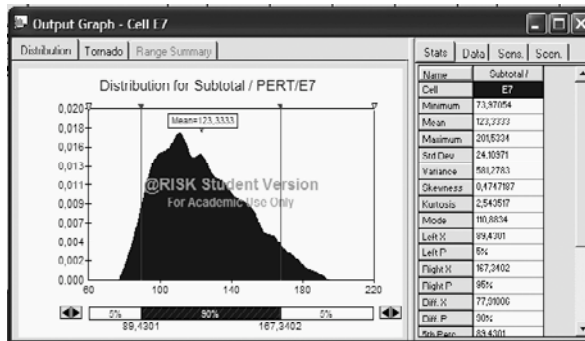 Output Graph - Cell E7
Distribution Tornado Range Summary
Distribution for Subtotal / PERT/E7
0,020
0,018
0,016
0,013
0,011
0,009
0,007
0,004
0,002
0.000
Mean=123,3333
@RISK Student Version
For Academic Use Only
60 100 140 180 220
5% 90% 5%
89,4301 167,3402
Stats Data Sens. Scen.
Name Subtotal /
Cell E7
Minimum 73,97054
Mean 123,3333
Maximum 201,5334
Std Dev 24,10971
Variance 581,2783
Skewness 0,4747187
Kurtosis 2,543517
Mode 110,8834
Left X 89,4301
Left P 5%
Right X 167,3402
Right P 95%
Diff. X 77,91006
Diff. P 90%
5th Perc. 89,4301